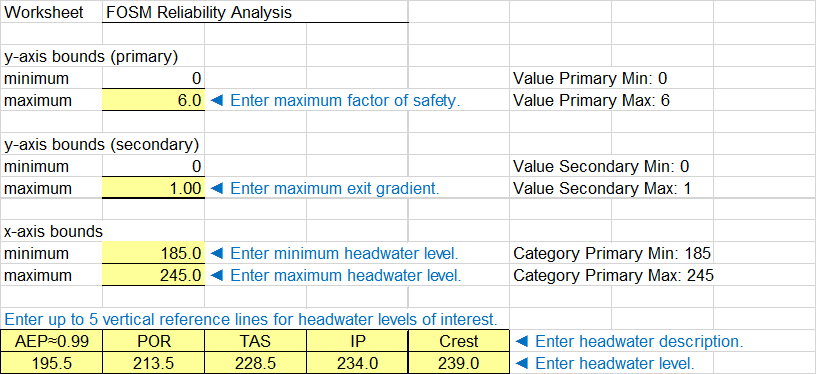 Worksheet FOSM Reliability Analysis
y-axis bounds (primary)
minimum 0 Value Primary Min: 0
maximum 6.0 ◄ Enter maximum factor of safety. Value Primary Max: 6
y-axis bounds (secondary)
minimum 0 Value Secondary Min: 0
maximum 1.00 ◄ Enter maximum exit gradient. Value Secondary Max: 1
x-axis bounds
minimum 185.0 ◄ Enter minimum headwater level. Category Primary Min: 185
maximum 245.0 ◄ Enter maximum headwater level. Category Primary Max: 245
Enter up to 5 vertical reference lines for headwater levels of interest.
AEP≈0.99 POR TAS IP Crest ◄ Enter headwater description.
195.5 213.5 228.5 234.0 239.0 ◄ Enter headwater level.